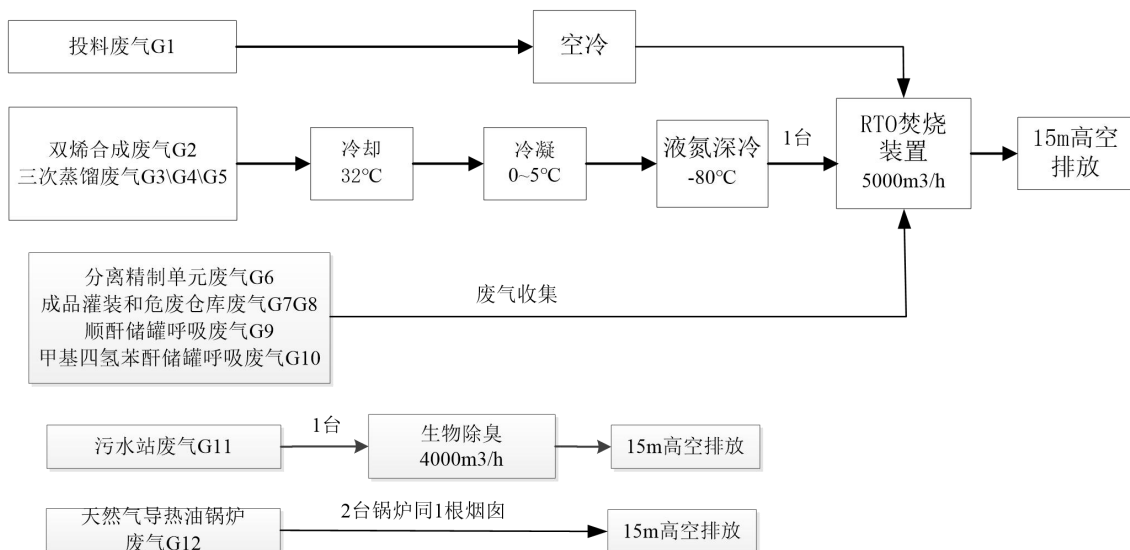 投料废气G1
空冷
双烯合成废气G2
三次蒸馏废气G3\G4\G5
冷却
32℃
冷凝
0~5℃
液氮深冷
-80℃
1台
RTO焚烧
装置
5000m3/h
15m高空
排放
分离精制单元废气G6
成品灌装和危废仓库废气G7G8
顺酐储罐呼吸废气G9
甲基四氢苯酐储罐呼吸废气G10
废气收集
污水站废气G11
1台
生物除臭
4000m3/h
15m高空排放
天然气导热油锅炉
废气G12
2台锅炉同1根烟囱
15m高空排放